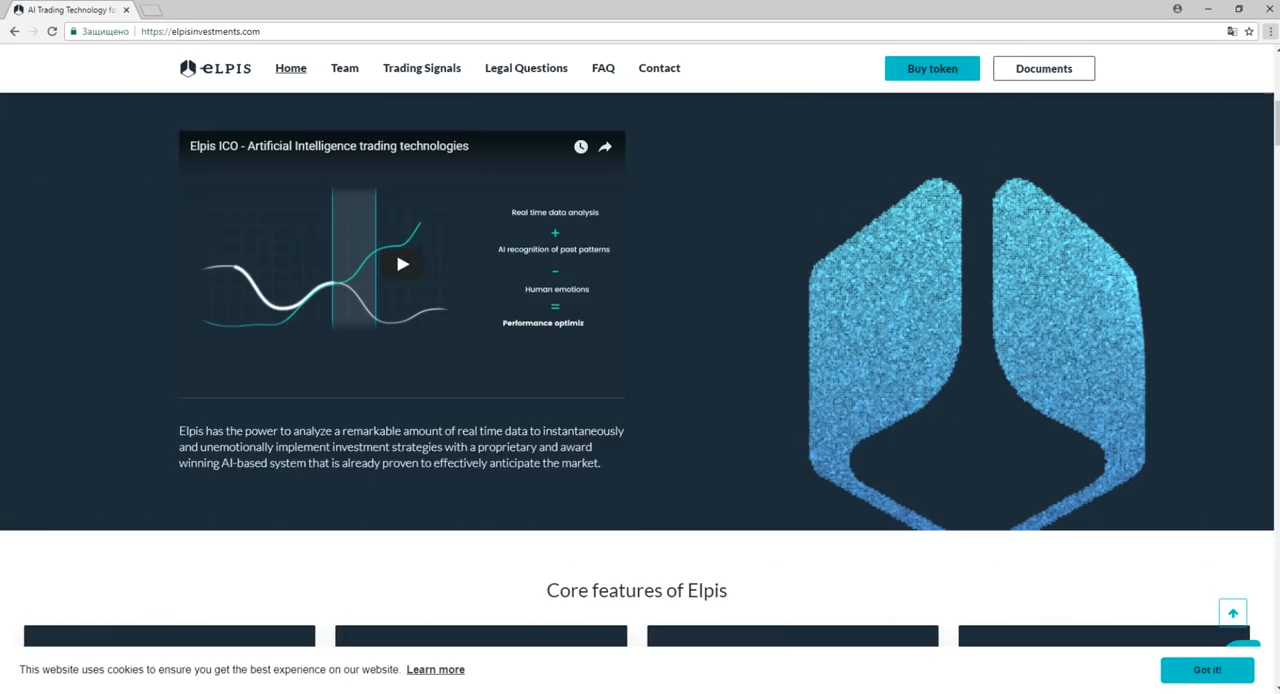 AI Trading Technology fo
Защищено
https://elpisinvestments.com
ELPIS
Home
Team
Trading Signals
Legal Questions
FAQ
Contact
Buy token
Documents
Elpis ICO - Artificial Intelligence trading technologies
Real time data analysis
+
AI recognition of past patterns
-
Human emotions
=
Performance optimiz
Elpis has the power to analyze a remarkable amount of real time data to instantaneously
and unemotionally implement investment strategies with a proprietary and award
winning AI-based system that is already proven to effectively anticipate the market.
Core features of Elpis
This website uses cookies to ensure you get the best experience on our website. Learn more
Got it!